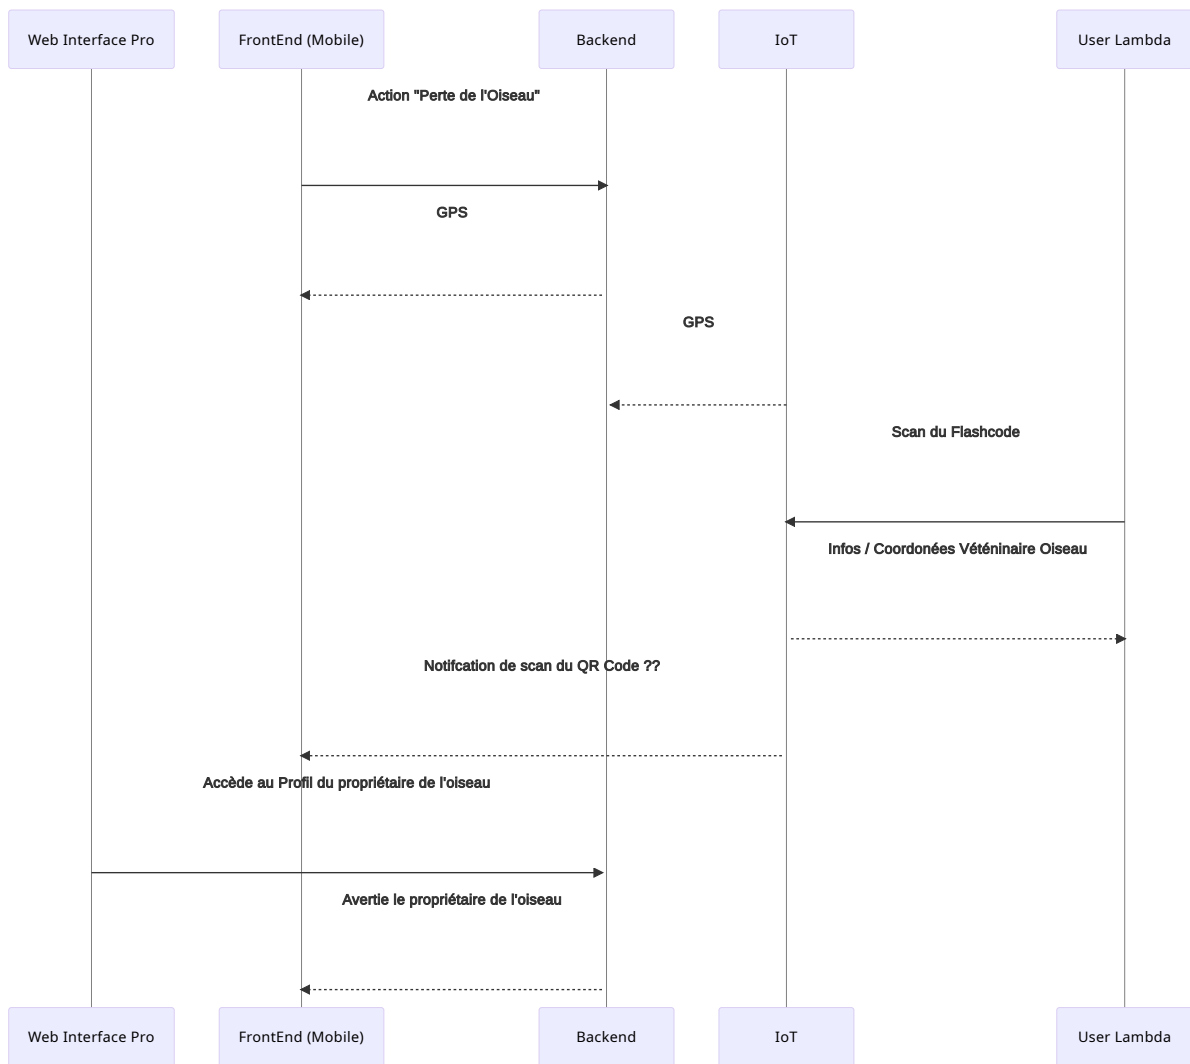 Web Interface Pro
FrontEnd (Mobile)
Backend
IoT
User Lambda
Action "Perte de l'Oiseau"
GPS
GPS
Scan du Flashcode
Infos / Coordonées Véténinaire Oiseau
Notifcation de scan du QR Code ??
Accède au Profil du propriétaire de l'oiseau
Avertie le propriétaire de l'oiseau
Web Interface Pro
FrontEnd (Mobile)
Backend
IoT
User Lambda